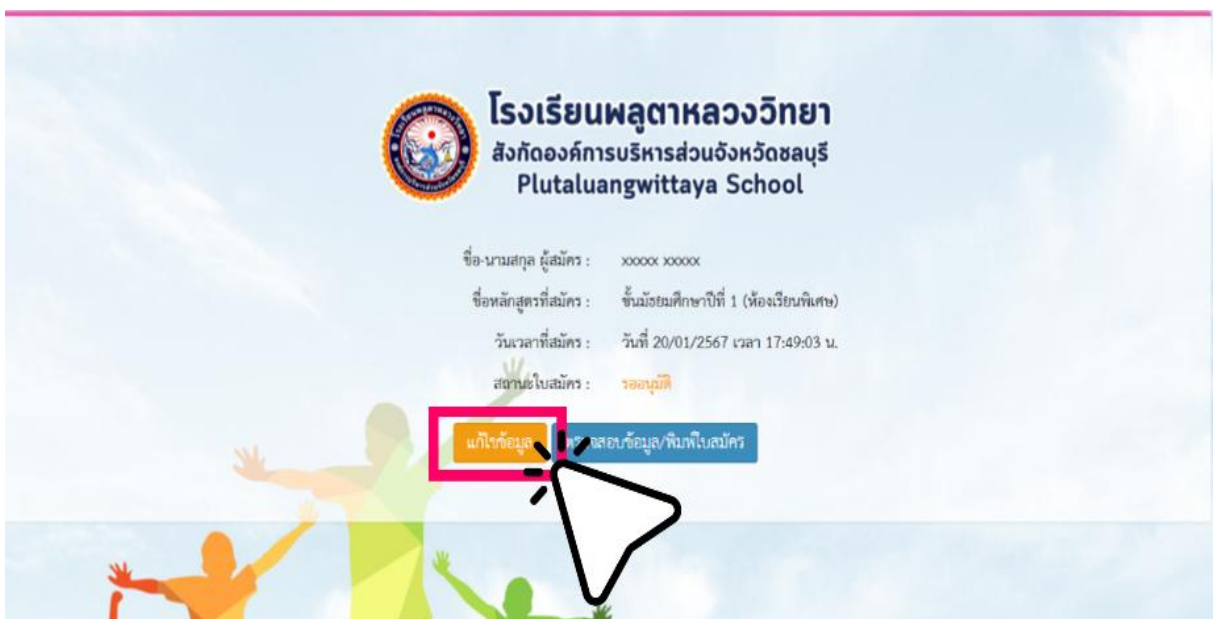 โรงเรียนพลูตาหลวงวิทยา
สังกัดองค์การบริหารส่วนจังหวัดชลบุรี
Plutaluangwittaya School
ชื่อ-นามสกุล ผู้สมัคร : xxxxx xxxxx
ชื่อหลักสูตรที่สมัคร : ชั้นมัธยมศึกษาปีที่ 1 (ห้องเรียนพิเศษ)
วันเวลาที่สมัคร : วันที่ 20/01/2567 เวลา 17:49:03 น.
สถานะใบสมัคร : รออนุมัติ
แก้ไขข้อมูล ตรวจสอบข้อมูล/พิมพ์ใบสมัคร